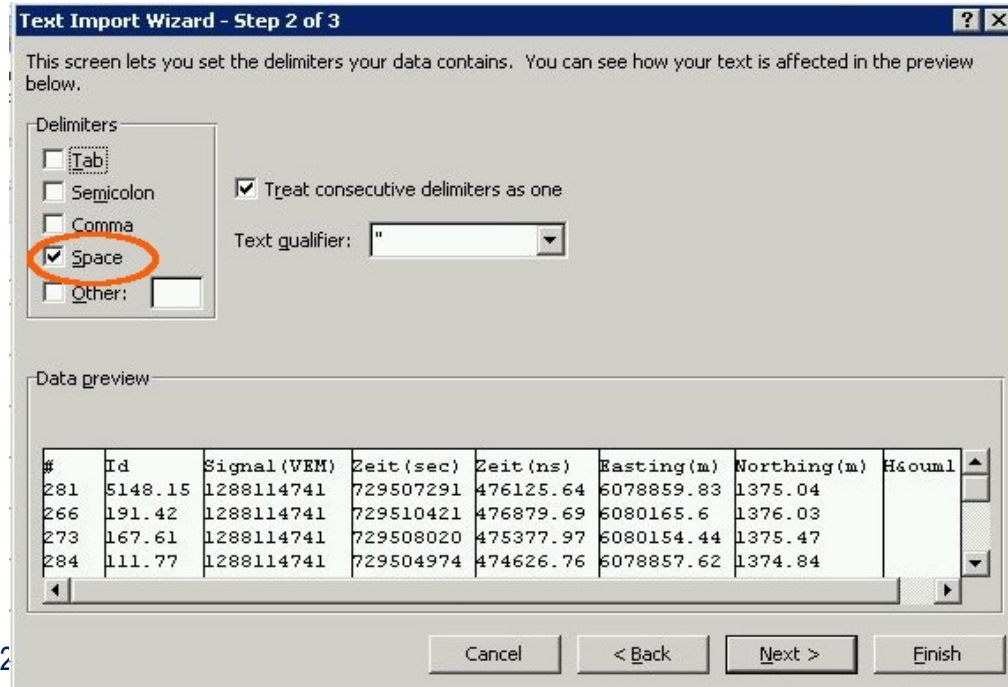 Text Import Wizard - Step 2 of 3
This screen lets you set the delimiters your data contains. You can see how your text is affected in the preview
below.
Delimiters
Tab
Semicolon
Comma
Space
Other:
Treat consecutive delimiters as one
Text qualifier: "
Data preview
# Id Signal(VEM) Zeit(sec) Zeit(ns) Easting(m) Northing(m) H&ouml
281 5148.15 1288114741 729507291 476125.64 6078859.83 1375.04
266 191.42 1288114741 729510421 476879.69 6080165.6 1376.03
273 167.61 1288114741 729508020 475377.97 6080154.44 1375.47
284 111.77 1288114741 729504974 474626.76 6078857.62 1374.84
Cancel < Back Next > Finish
2